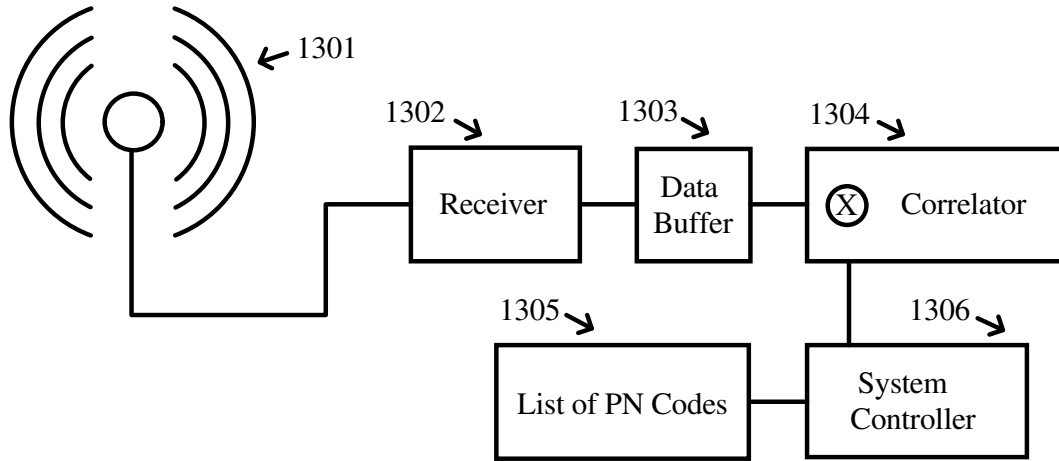 1301
1302
1303
1304
Receiver
Data
Buffer
X
Correlator
1305
1306
List of PN Codes
System
Controller